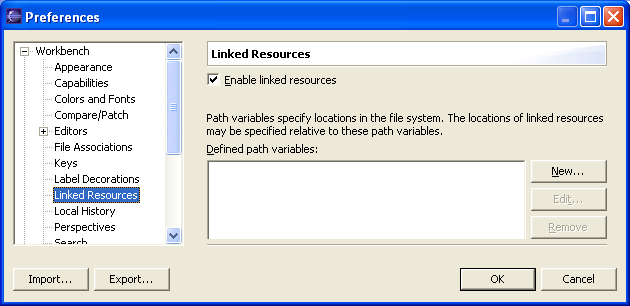 Preferences
Workbench
Appearance
Capabilities
Colors and Fonts
Compare/Patch
Editors
File Associations
Keys
Label Decorations
Linked Resources
Local History
Perspectives
Search
Linked Resources
Enable linked resources
Path variables specify locations in the file system. The locations of linked resources
may be specified relative to these path variables.
Defined path variables:
New...
Edit...
Remove
Import...
Export...
OK
Cancel